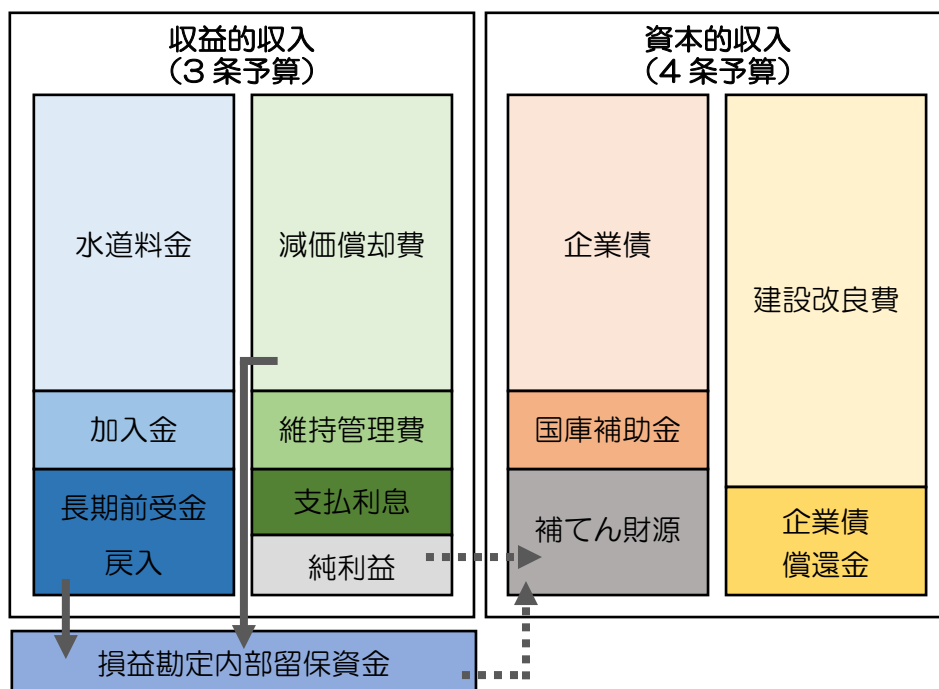 収益的収入
（3 条予算）
水道料金
加入金
長期前受金
戻入
減価償却費
維持管理費
支払利息
純利益
損益勘定内部留保資金
資本的収入
（4 条予算）
企業債
国庫補助金
補てん財源
建設改良費
企業債
償還金